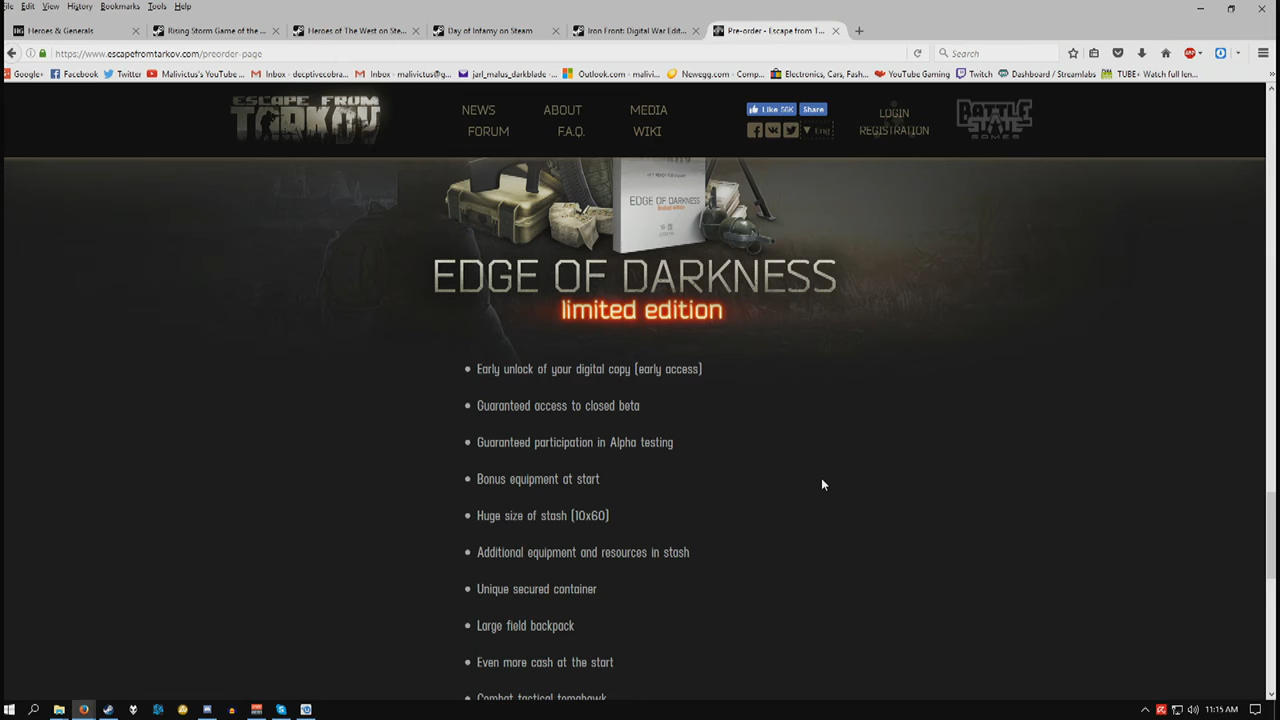 File Edit View History Bookmarks Tools Help
Heroes & Generals
Rising Storm Game of the ...
Heroes of The West on Ste...
Day of Infamy on Steam
Iron Front: Digital War Edit...
Pre-order - Escape from T...
https://www.escapefromtarkov.com/preorder-page
Search
Google+ Facebook Twitter Malivictus's YouTube Inbox - decptivecobra... Inbox - malivictus@g... jarl_malus_darkblade - ... Outlook.com - malivi... Newegg.com - Comp... Electronics, Cars, Fash... YouTube Gaming Twitch Dashboard / Streamlabs TUBE+ Watch full len...
ESCAPE FROM
TARKOV
NEWS ABOUT MEDIA
FORUM F.A.Q. WIKI
Like 56K Share
Eng
LOGIN
REGISTRATION
BATTLE
STATE
GAMES
EDGE OF DARKNESS
limited edition
EDGE OF DARKNESS
limited edition
Early unlock of your digital copy (early access)
Guaranteed access to closed beta
Guaranteed participation in Alpha testing
Bonus equipment at start
Huge size of stash (10x60)
Additional equipment and resources in stash
Unique secured container
Large field backpack
Even more cash at the start
Combat tactical tomahawk
11:15 AM